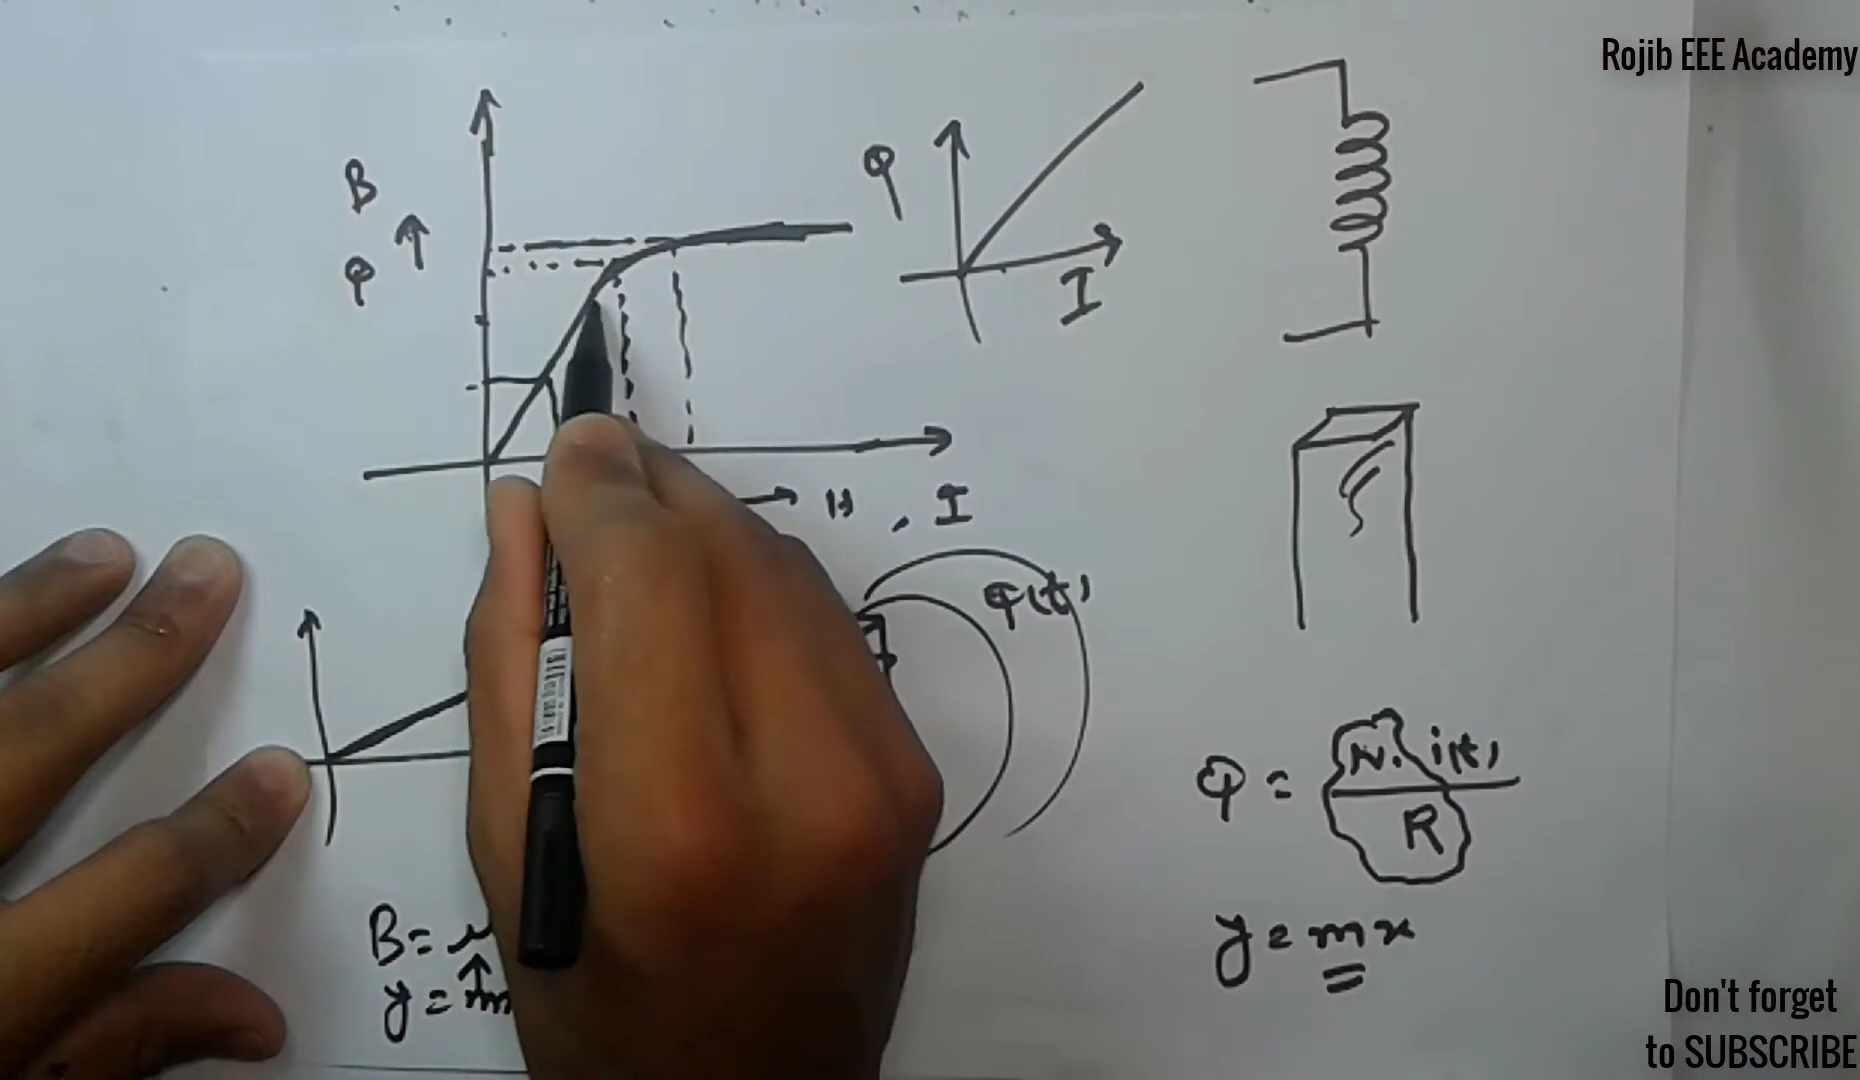 Rojib EEE Academy
B
φ
φ
I
H, I
φ(t)
φ = N.i(t)
R
B = μ
y = m
y = mx
Don't forget
to SUBSCRIBE